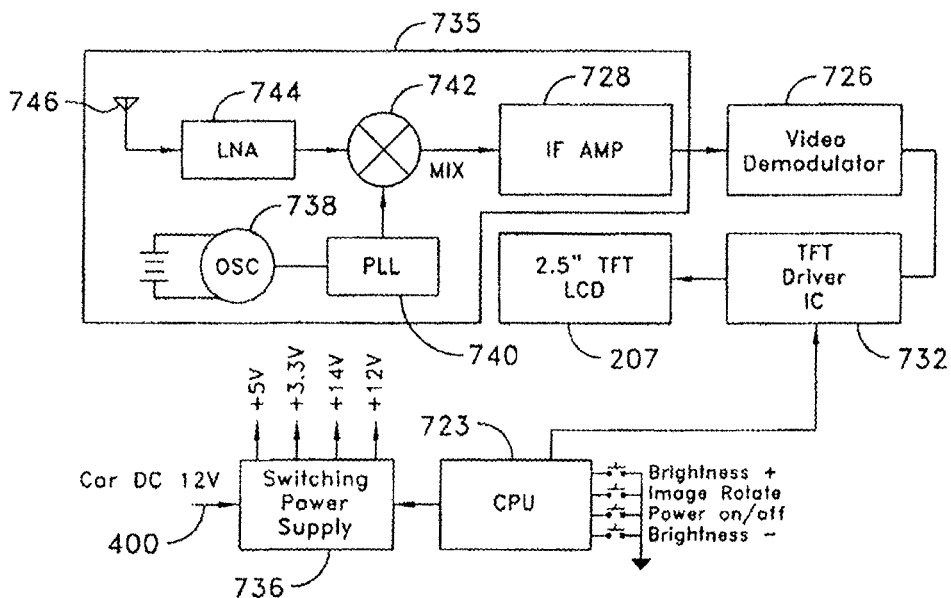 735
746
744
742
728
726
LNA
MIX
IF AMP
Video
Demodulator
738
OSC
PLL
2.5" TFT
LCD
TFT
Driver
IC
740
207
732
+5V
+3.3V
+14V
+12V
723
Car DC 12V
Switching
Power
Supply
CPU
Brightness +
Image Rotate
Power on/off
Brightness -
400
736